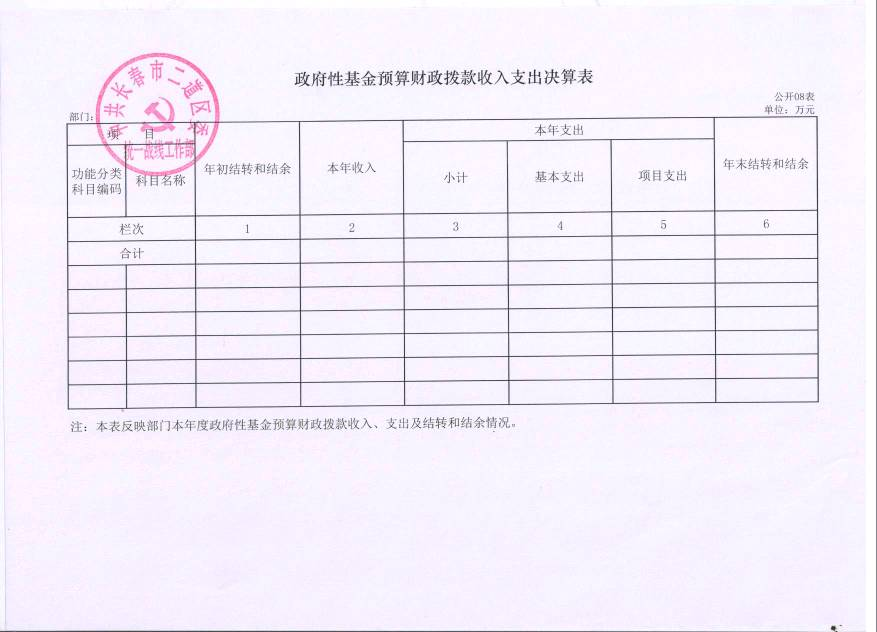 政府性基金预算财政拨款收入支出决算表
公开08表
部门：
单位：万元
中共长春市二道区委
统一战线工作部
项 目
年初结转和结余
本年收入
本年支出
年末结转和结余
功能分类
科目编码
科目名称
小计
基本支出
项目支出
栏次 1 2 3 4 5 6
合计
注：本表反映部门本年度政府性基金预算财政拨款收入、支出及结转和结余情况。